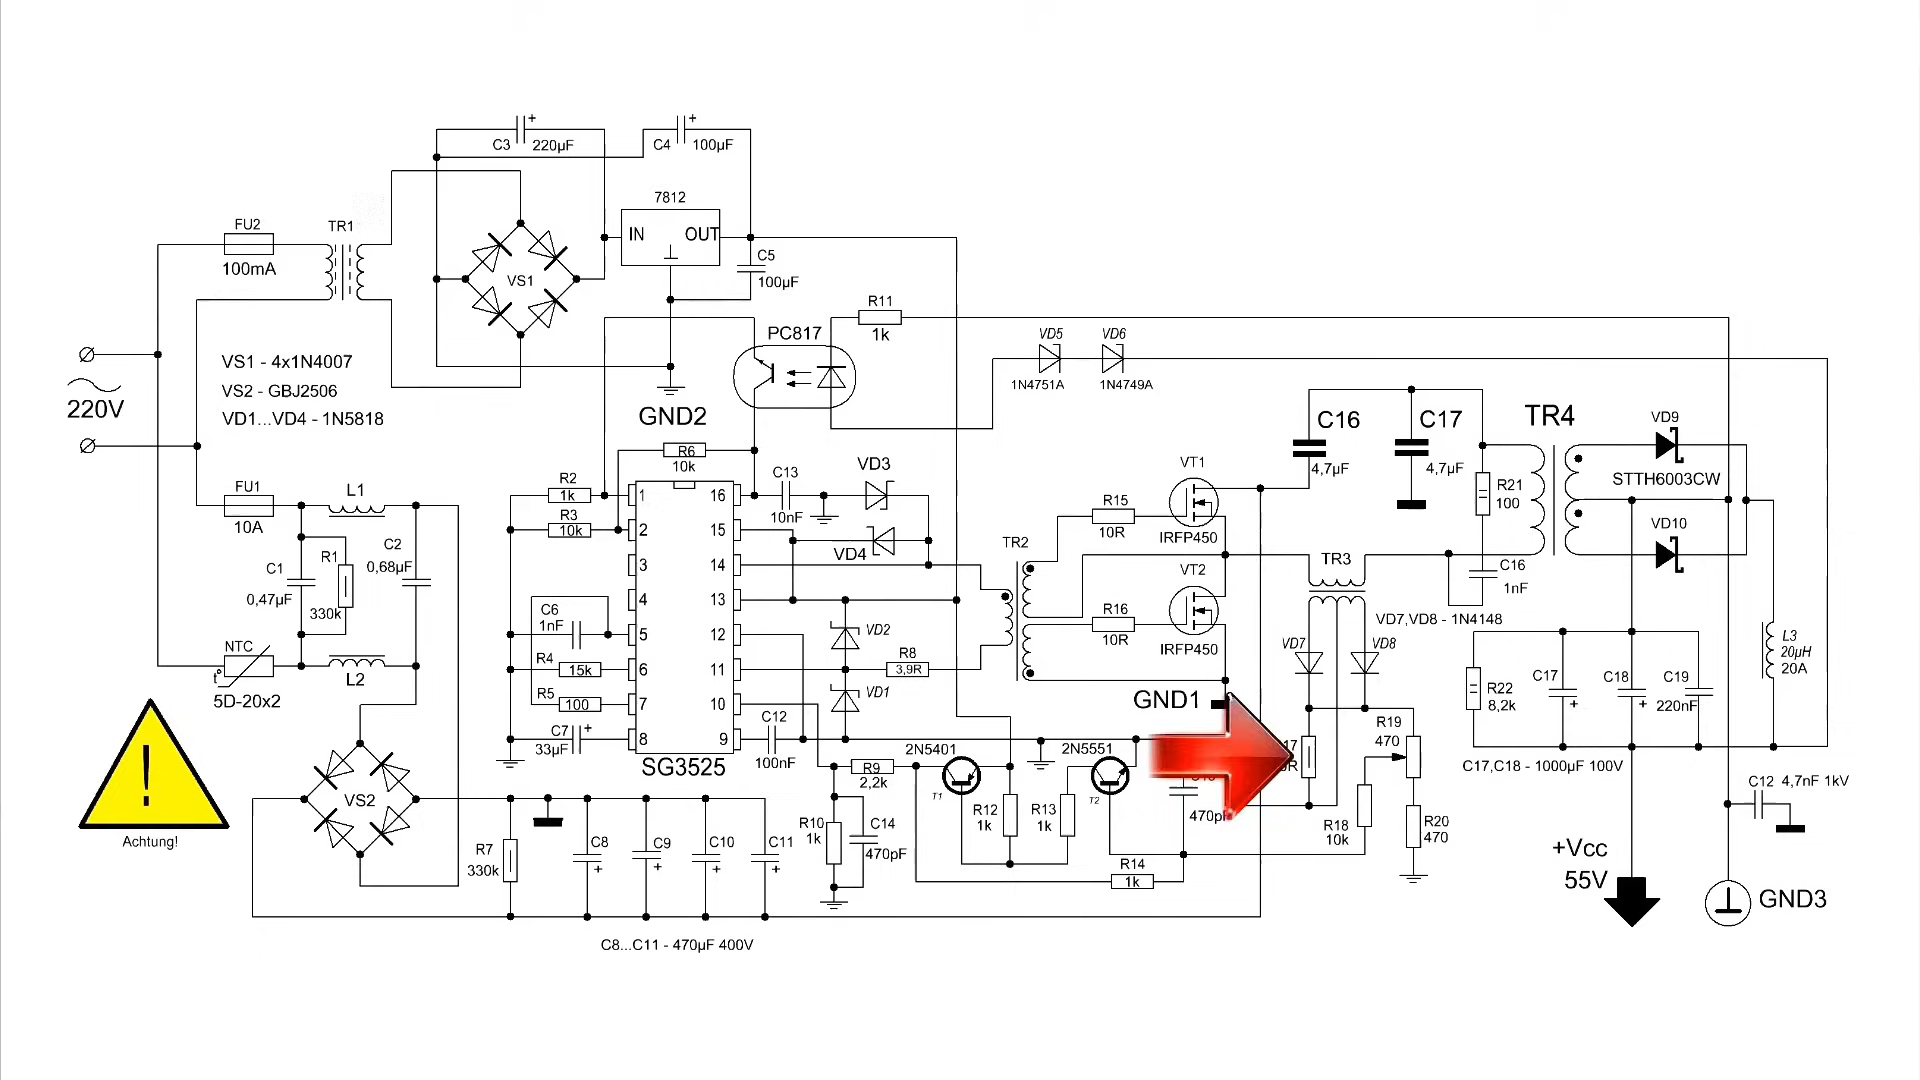 C3
+
220µF
C4
+
100µF
7812
IN
OUT
C5
100µF
FU2
100mA
TR1
VS1
VS1 - 4x1N4007
VS2 - GBJ2506
VD1...VD4 - 1N5818
220V
GND2
PC817
R11
1k
VD5
1N4751A
VD6
1N4749A
R6
10k
R2
1k
R3
10k
C13
10nF
VD3
VD4
FU1
10A
L1
C1
0,47µF
R1
330k
C2
0,68µF
NTC
t°
5D-20x2
L2
C6
1nF
R4
15k
R5
100
C7
+
33µF
1
2
3
4
5
6
7
8
16
15
14
13
12
11
10
9
SG3525
C12
100nF
VD2
VD1
R8
3,9R
TR2
R15
10R
R16
10R
VT1
IRFP450
VT2
IRFP450
GND1
C16
4,7µF
C17
4,7µF
R21
100
TR4
VD9
STTH6003CW
VD10
TR3
C16
1nF
VD7,VD8 - 1N4148
VD7
VD8
R19
470
R22
8,2k
C17
+
C18
+
C19
220nF
L3
20µH
20A
C17,C18 - 1000µF 100V
C12 4,7nF 1kV
!
Achtung!
VS2
R7
330k
C8
+
C9
+
C10
+
C11
+
C8...C11 - 470µF 400V
R9
2,2k
R10
1k
C14
470pF
2N5401
T1
R12
1k
R13
1k
2N5551
T2
R14
1k
470pF
R18
10k
R20
470
+Vcc
55V
GND3